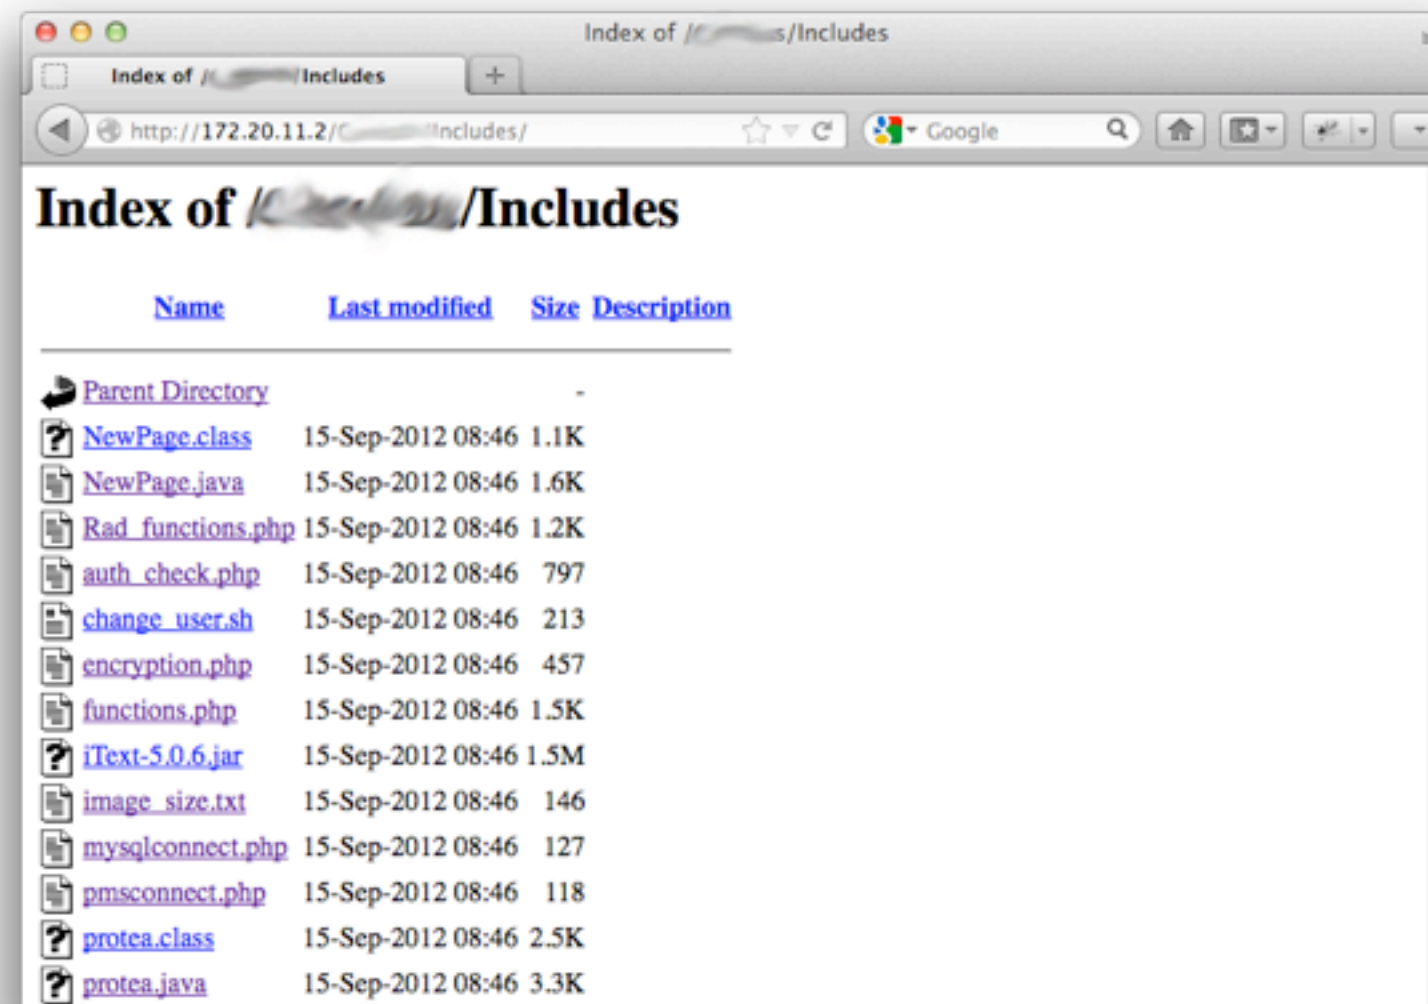 Index of /Includes
Index of /Includes
http://172.20.11.2/ Includes/
Google
Index of /Includes
Name Last modified Size Description
Parent Directory -
NewPage.class 15-Sep-2012 08:46 1.1K
NewPage.java 15-Sep-2012 08:46 1.6K
Rad_functions.php 15-Sep-2012 08:46 1.2K
auth_check.php 15-Sep-2012 08:46 797
change_user.sh 15-Sep-2012 08:46 213
encryption.php 15-Sep-2012 08:46 457
functions.php 15-Sep-2012 08:46 1.5K
iText-5.0.6.jar 15-Sep-2012 08:46 1.5M
image_size.txt 15-Sep-2012 08:46 146
mysqlconnect.php 15-Sep-2012 08:46 127
pmsconnect.php 15-Sep-2012 08:46 118
protea.class 15-Sep-2012 08:46 2.5K
protea.java 15-Sep-2012 08:46 3.3K